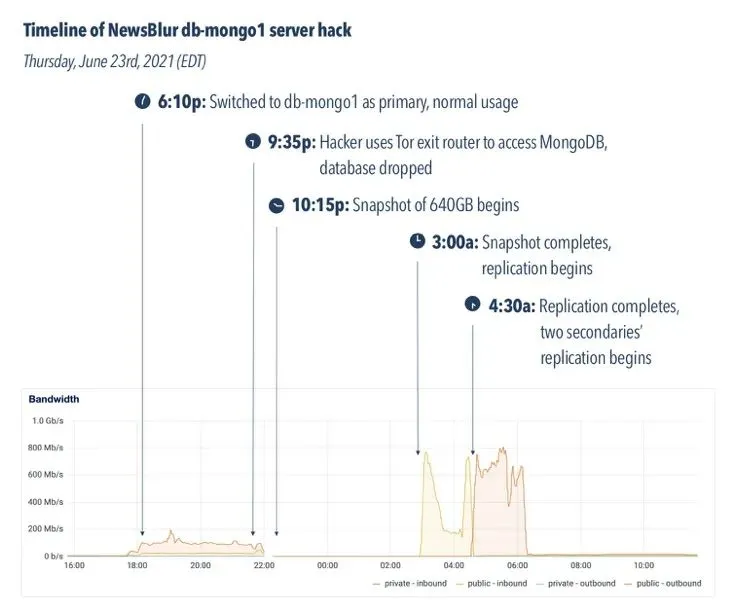 Timeline of NewsBlur db-mongo1 server hack
Thursday, June 23rd, 2021 (EDT)
6:10p: Switched to db-mongo1 as primary, normal usage
9:35p: Hacker uses Tor exit router to access MongoDB,
database dropped
10:15p: Snapshot of 640GB begins
3:00a: Snapshot completes,
replication begins
4:30a: Replication completes,
two secondaries’
replication begins
Bandwidth
1.0 Gb/s
800 Mb/s
600 Mb/s
400 Mb/s
200 Mb/s
0 b/s
16:00 18:00 20:00 22:00 00:00 02:00 04:00 06:00 08:00 10:00
private - inbound public - inbound private - outbound public - outbound